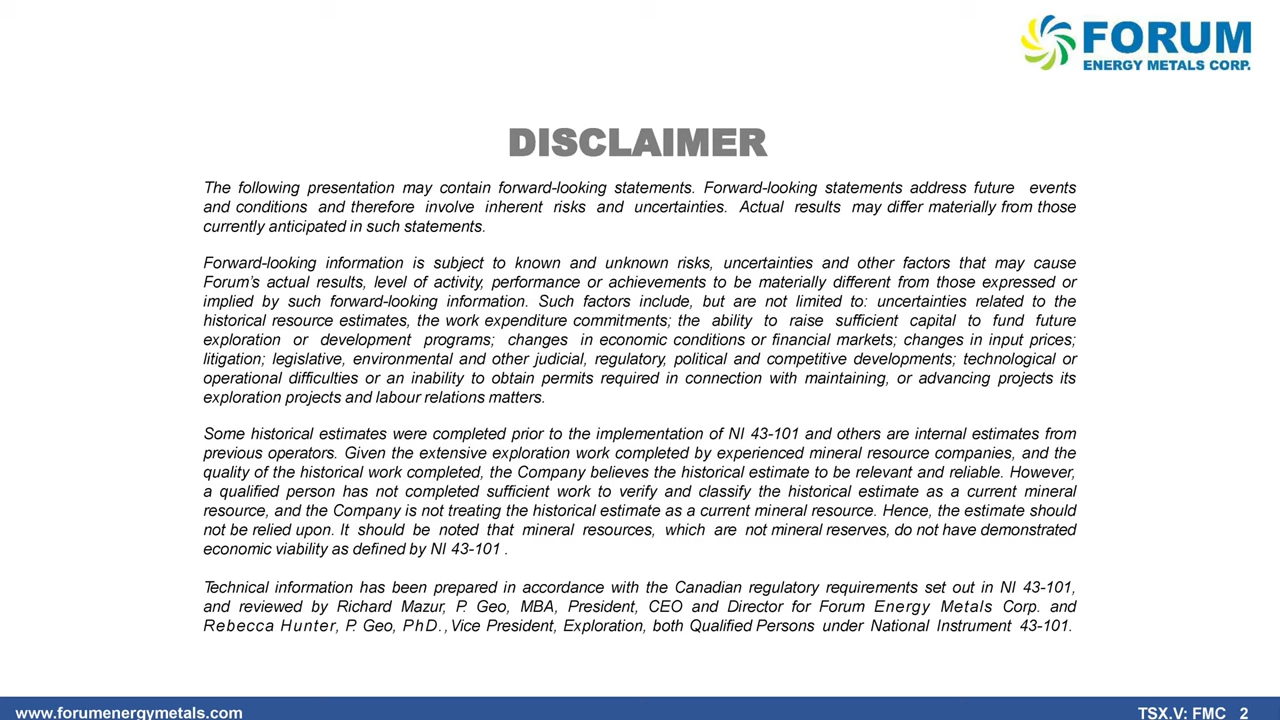 FORUM
ENERGY METALS CORP.
DISCLAIMER
The following presentation may contain forward-looking statements. Forward-looking statements address future events
and conditions and therefore involve inherent risks and uncertainties. Actual results may differ materially from those
currently anticipated in such statements.
Forward-looking information is subject to known and unknown risks, uncertainties and other factors that may cause
Forum’s actual results, level of activity, performance or achievements to be materially different from those expressed or
implied by such forward-looking information. Such factors include, but are not limited to: uncertainties related to the
historical resource estimates, the work expenditure commitments; the ability to raise sufficient capital to fund future
exploration or development programs; changes in economic conditions or financial markets; changes in input prices;
litigation; legislative, environmental and other judicial, regulatory, political and competitive developments; technological or
operational difficulties or an inability to obtain permits required in connection with maintaining, or advancing projects its
exploration projects and labour relations matters.
Some historical estimates were completed prior to the implementation of NI 43-101 and others are internal estimates from
previous operators. Given the extensive exploration work completed by experienced mineral resource companies, and the
quality of the historical work completed, the Company believes the historical estimate to be relevant and reliable. However,
a qualified person has not completed sufficient work to verify and classify the historical estimate as a current mineral
resource, and the Company is not treating the historical estimate as a current mineral resource. Hence, the estimate should
not be relied upon. It should be noted that mineral resources, which are not mineral reserves, do not have demonstrated
economic viability as defined by NI 43-101 .
Technical information has been prepared in accordance with the Canadian regulatory requirements set out in NI 43-101,
and reviewed by Richard Mazur, P. Geo, MBA, President, CEO and Director for Forum Energy Metals Corp. and
Rebecca Hunter, P. Geo, PhD., Vice President, Exploration, both Qualified Persons under National Instrument 43-101.
www.forumenergymetals.com
TSX.V: FMC 2